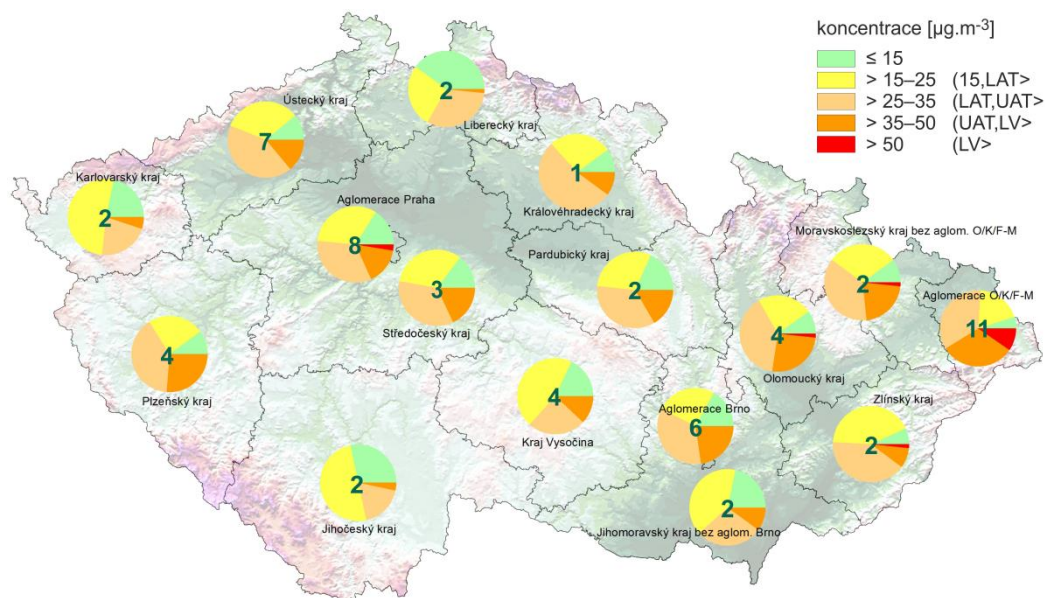 koncentrace [µg.m-3]
≤ 15
> 15–25 (15,LAT>
> 25–35 (LAT,UAT>
> 35–50 (UAT,LV>
> 50 (LV>
Ústecký kraj
7
2
Liberecký kraj
Karlovarský kraj
2
1
Královéhradecký kraj
Aglomerace Praha
8
Pardubický kraj
2
3
Středočeský kraj
Moravskoslezský kraj bez aglom. O/K/F-M
2
Aglomerace O/K/F-M
11
4
Olomoucký kraj
4
Plzeňský kraj
4
Kraj Vysočina
Aglomerace Brno
6
Zlínský kraj
2
2
Jihočeský kraj
2
Jihomoravský kraj bez aglom. Brno